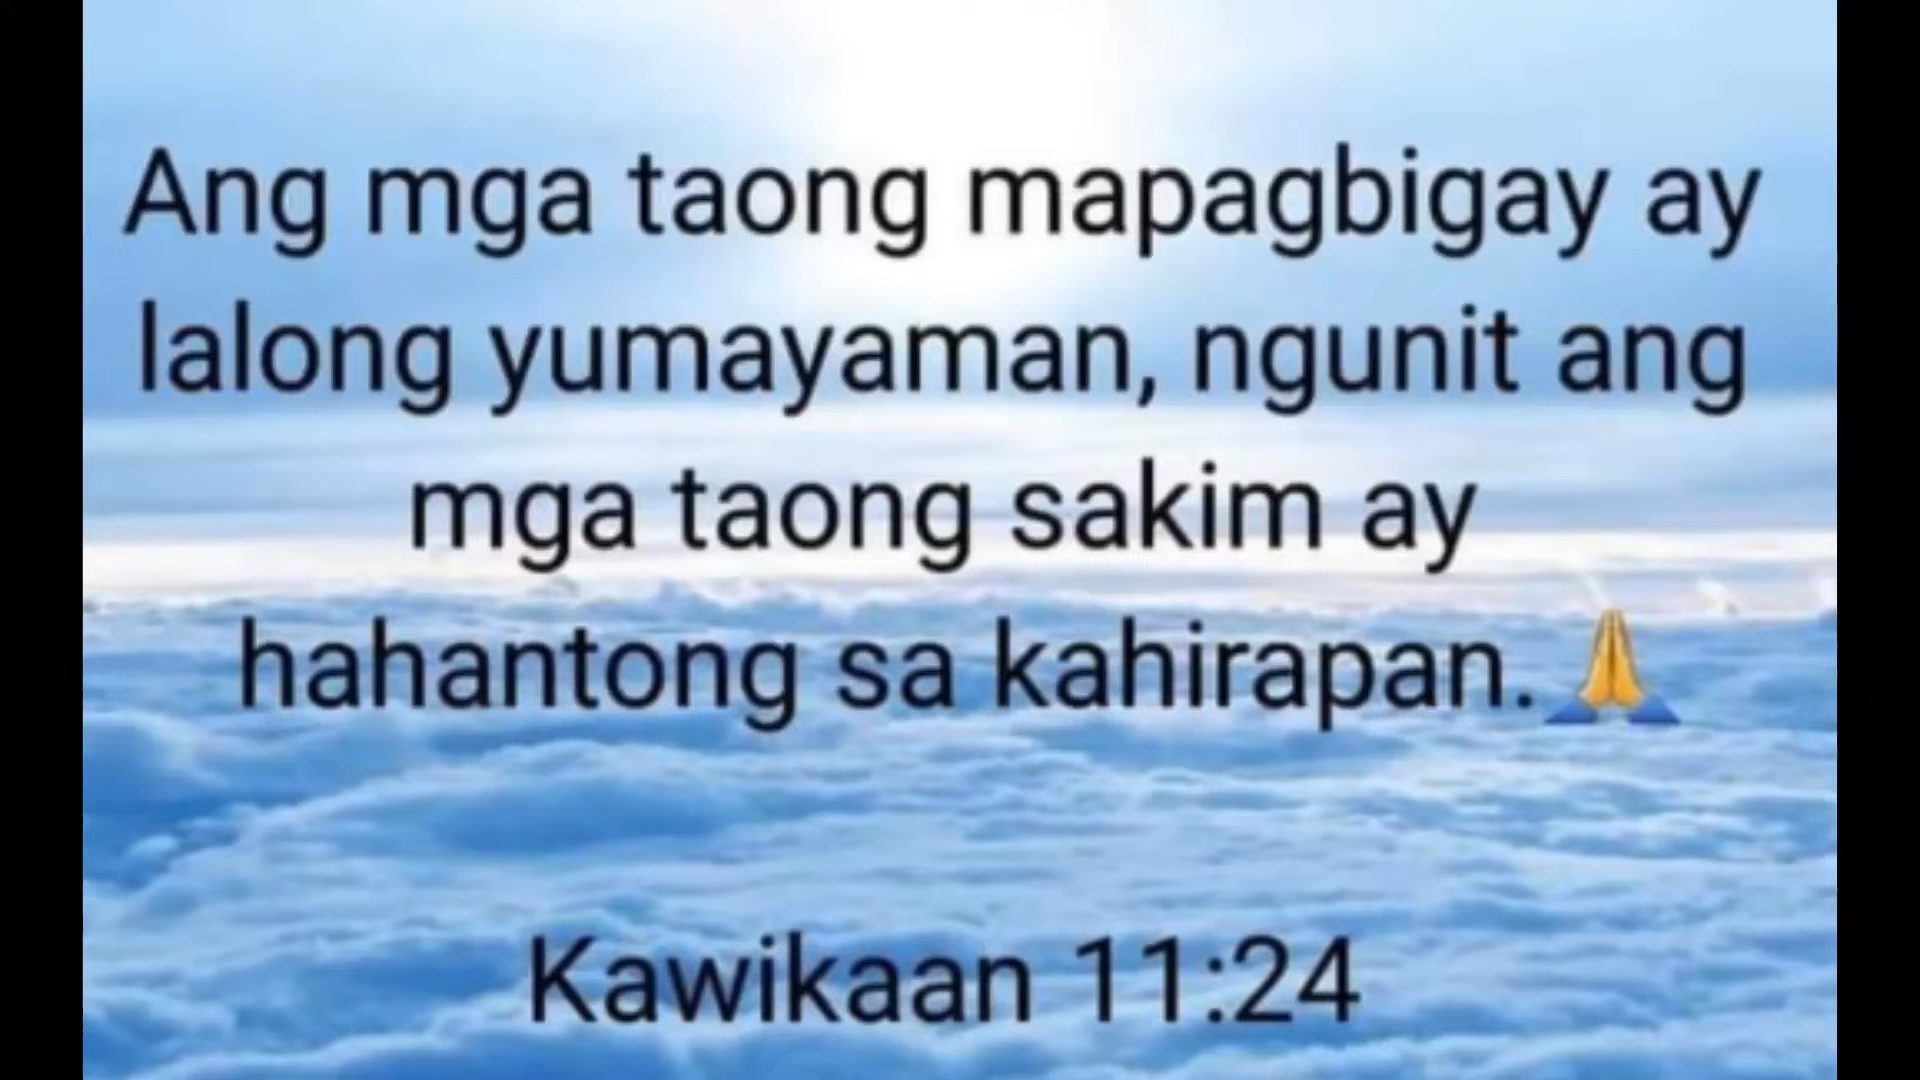 Ang mga taong mapagbigay ay
lalong yumayaman, ngunit ang
mga taong sakim ay
hahantong sa kahirapan.🙏
Kawikaan 11:24